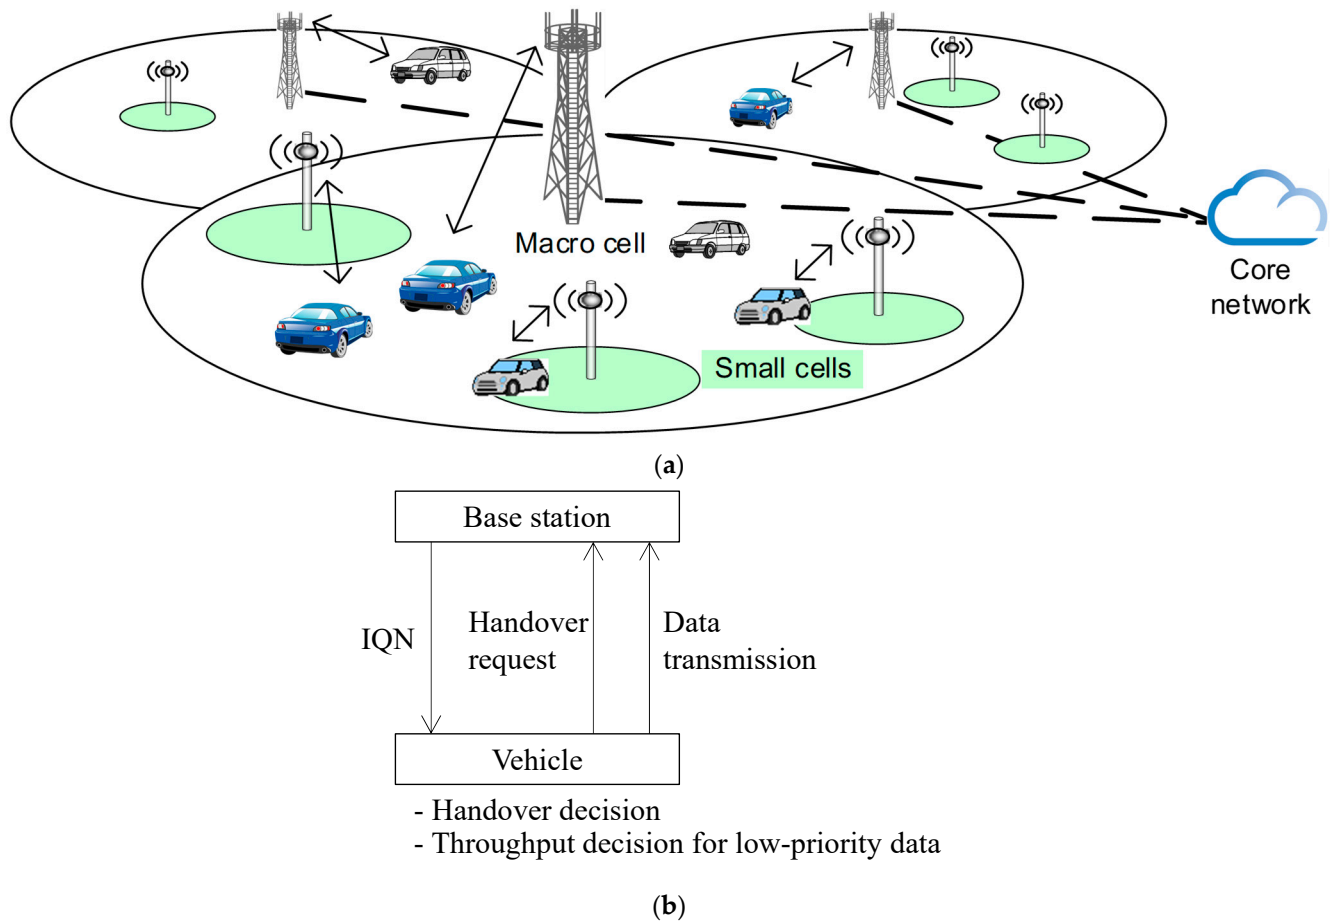 Macro cell
Core
network
Small cells
(a)
Base station
IQN
Handover
request
Data
transmission
Vehicle
- Handover decision
- Throughput decision for low-priority data
(b)